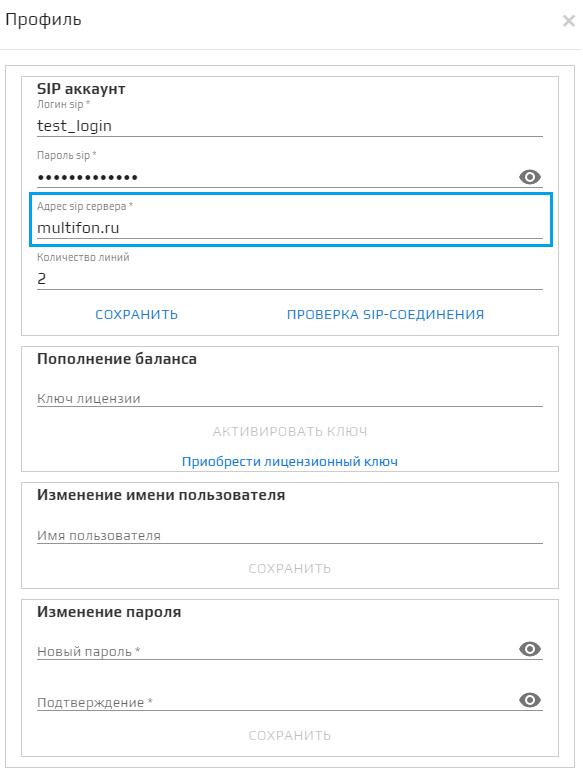 Профиль
SIP аккаунт
Логин sip *
test_login
Пароль sip *
•••••••••••••
Адрес sip сервера *
multifon.ru
Количество линий
2
СОХРАНИТЬ ПРОВЕРКА SIP-СОЕДИНЕНИЯ
Пополнение баланса
Ключ лицензии
АКТИВИРОВАТЬ КЛЮЧ
Приобрести лицензионный ключ
Изменение имени пользователя
Имя пользователя
СОХРАНИТЬ
Изменение пароля
Новый пароль *
Подтверждение *
СОХРАНИТЬ